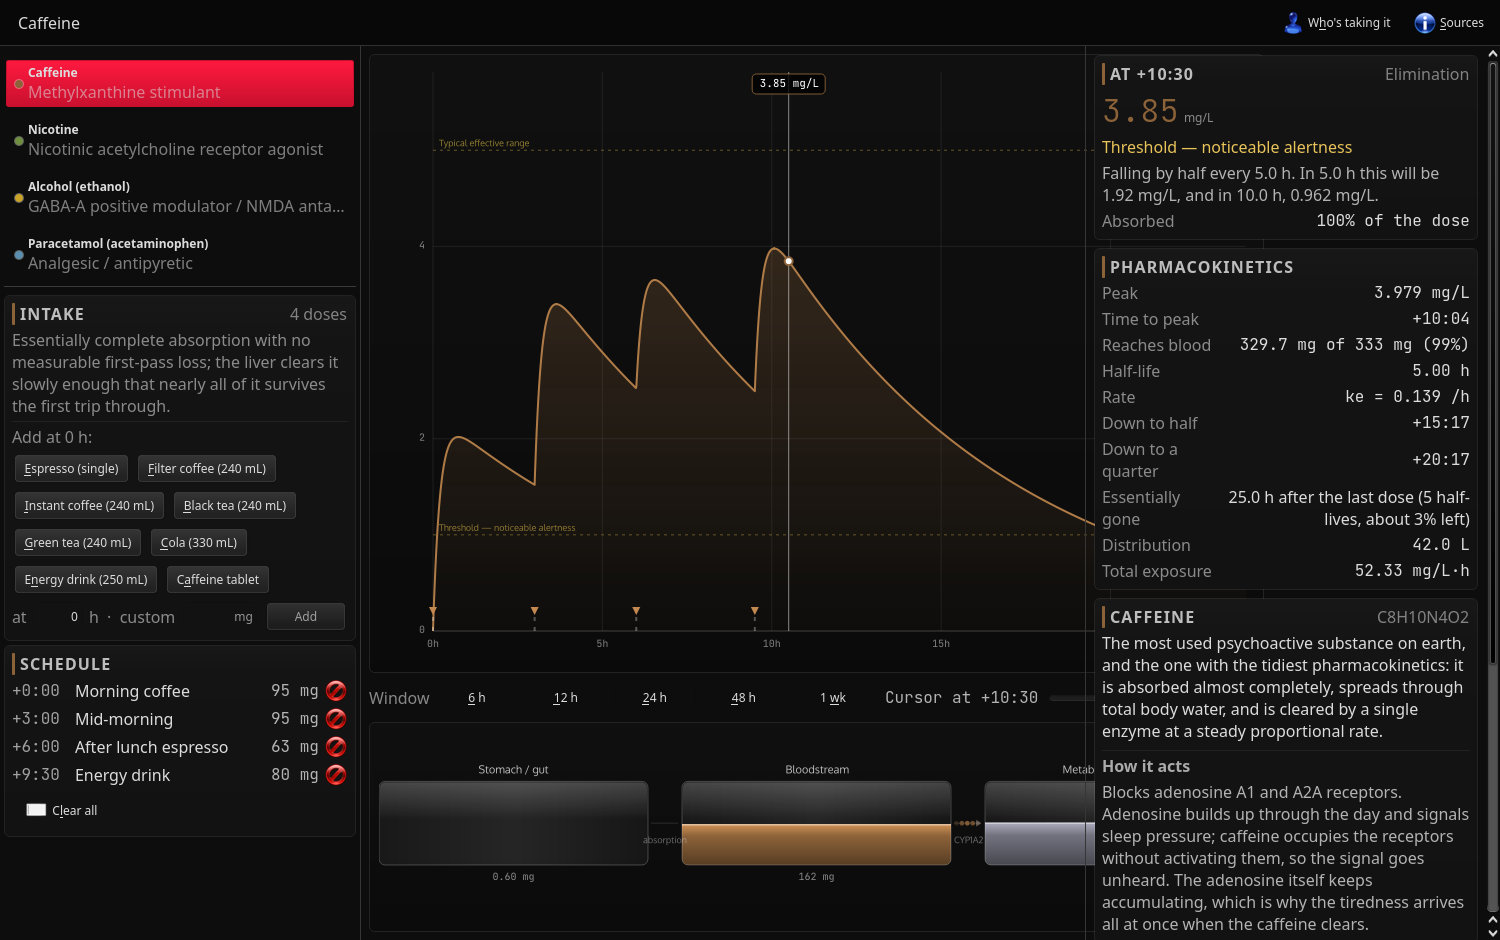 Caffeine
Who's taking it
Sources
Caffeine
Methylxanthine stimulant
Nicotine
Nicotinic acetylcholine receptor agonist
Alcohol (ethanol)
GABA-A positive modulator / NMDA anta...
Paracetamol (acetaminophen)
Analgesic / antipyretic
INTAKE
4 doses
Essentially complete absorption with no
measurable first-pass loss; the liver clears it
slowly enough that nearly all of it survives
the first trip through.
Add at 0 h:
Espresso (single)
Filter coffee (240 mL)
Instant coffee (240 mL)
Black tea (240 mL)
Green tea (240 mL)
Cola (330 mL)
Energy drink (250 mL)
Caffeine tablet
at 0 h · custom mg Add
SCHEDULE
+0:00 Morning coffee 95 mg
+3:00 Mid-morning 95 mg
+6:00 After lunch espresso 63 mg
+9:30 Energy drink 80 mg
Clear all
3.85 mg/L
Typical effective range
4
2
Threshold — noticeable alertness
0
0h 5h 10h 15h
Window 6 h 12 h 24 h 48 h 1 wk Cursor at +10:30
Stomach / gut
Bloodstream
Metab
absorption
CYP1A2
0.60 mg
162 mg
AT +10:30
Elimination
3.85 mg/L
Threshold — noticeable alertness
Falling by half every 5.0 h. In 5.0 h this will be
1.92 mg/L, and in 10.0 h, 0.962 mg/L.
Absorbed 100% of the dose
PHARMACOKINETICS
Peak 3.979 mg/L
Time to peak +10:04
Reaches blood 329.7 mg of 333 mg (99%)
Half-life 5.00 h
Rate ke = 0.139 /h
Down to half +15:17
Down to a
quarter
+20:17
Essentially
gone
25.0 h after the last dose (5 half-
lives, about 3% left)
Distribution 42.0 L
Total exposure 52.33 mg/L·h
CAFFEINE
C8H10N4O2
The most used psychoactive substance on earth,
and the one with the tidiest pharmacokinetics: it
is absorbed almost completely, spreads through
total body water, and is cleared by a single
enzyme at a steady proportional rate.
How it acts
Blocks adenosine A1 and A2A receptors.
Adenosine builds up through the day and signals
sleep pressure; caffeine occupies the receptors
without activating them, so the signal goes
unheard. The adenosine itself keeps
accumulating, which is why the tiredness arrives
all at once when the caffeine clears.